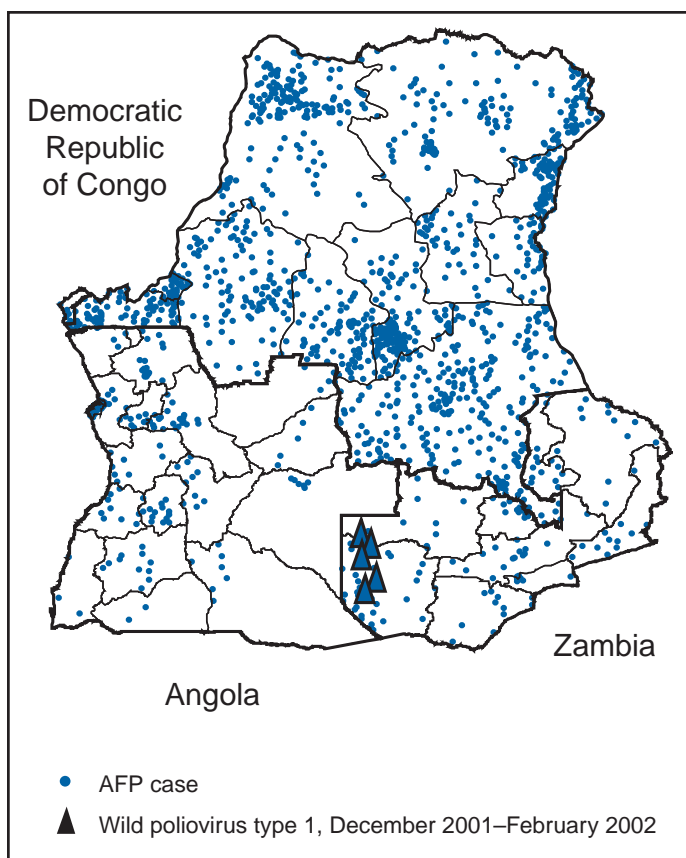 Democratic
Republic
of Congo
Zambia
Angola
AFP case
Wild poliovirus type 1, December 2001–February 2002